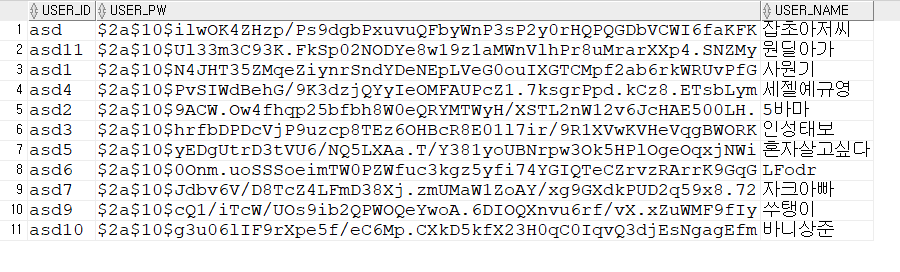 USER_ID USER_PW USER_NAME
1 asd $2a$10$ilwOK4ZHzp/Ps9dgbPxuvuQFbyWnP3sP2y0rHQPQGDbVCWI6faKFK 잡초아저씨
2 asd11 $2a$10$Ul33m3C93K.FkSp02NODYe8w19z1aMWnVlhPr8uMrarXXp4.SNZMy 원딜아가
3 asd1 $2a$10$N4JHT35ZMqeZiynrSndYDeNEpLVeG0ouIXGTCMpf2ab6rkWRUvPfG 사원기
4 asd4 $2a$10$PvSIWdBehG/9K3dzjQYyIeOMFAUPcZ1.7ksgrPpd.kCz8.ETsbLym 세젤예규영
5 asd2 $2a$10$9ACW.Ow4fhqp25bfbh8W0eQRYMTWyH/XSTL2nW12v6JcHAE500LH. 5바마
6 asd3 $2a$10$hrfbDPDcVjP9uzcp8TEz6OHBcR8E01l7ir/9R1XVwKVHeVqgBWORK 인성태보
7 asd5 $2a$10$yEDgUtrD3tVU6/NQ5LXAa.T/Y381yoUBNrpw3Ok5HPlOgeOqxjNWi 혼자살고싶다
8 asd6 $2a$10$0Onm.uoSSSoeimTW0PZWfuc3kgz5yfi74YGIQTeCZrvzRArrK9GqG LFodr
9 asd7 $2a$10$Jdbv6V/D8TcZ4LFmD38Xj.zmUMaW1ZoAY/xg9GXdkPUD2q59x8.72 자크아빠
10 asd9 $2a$10$cQ1/iTcW/UOs9ib2QPWOQeYwoA.6DIOQXnvu6rf/vX.xZuWMF9fIy 쑤탱이
11 asd10 $2a$10$g3u06lIF9rXpe5f/eC6Mp.CXkD5kfX23H0qC0IqvQ3djEsNgagEfm 바니상준